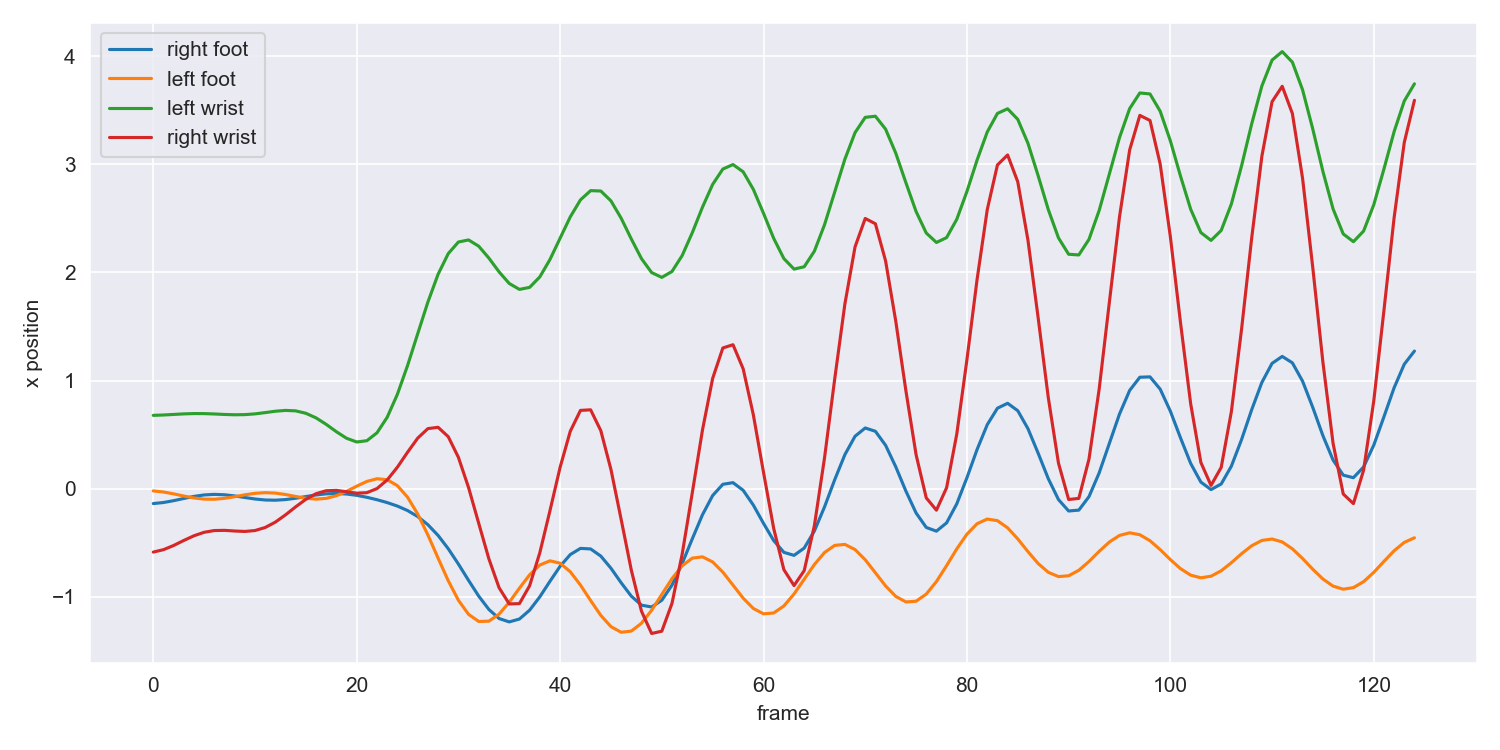 right foot
left foot
left wrist
right wrist
4
3
2
1
0
−1
x position
0 20 40 60 80 100 120
frame